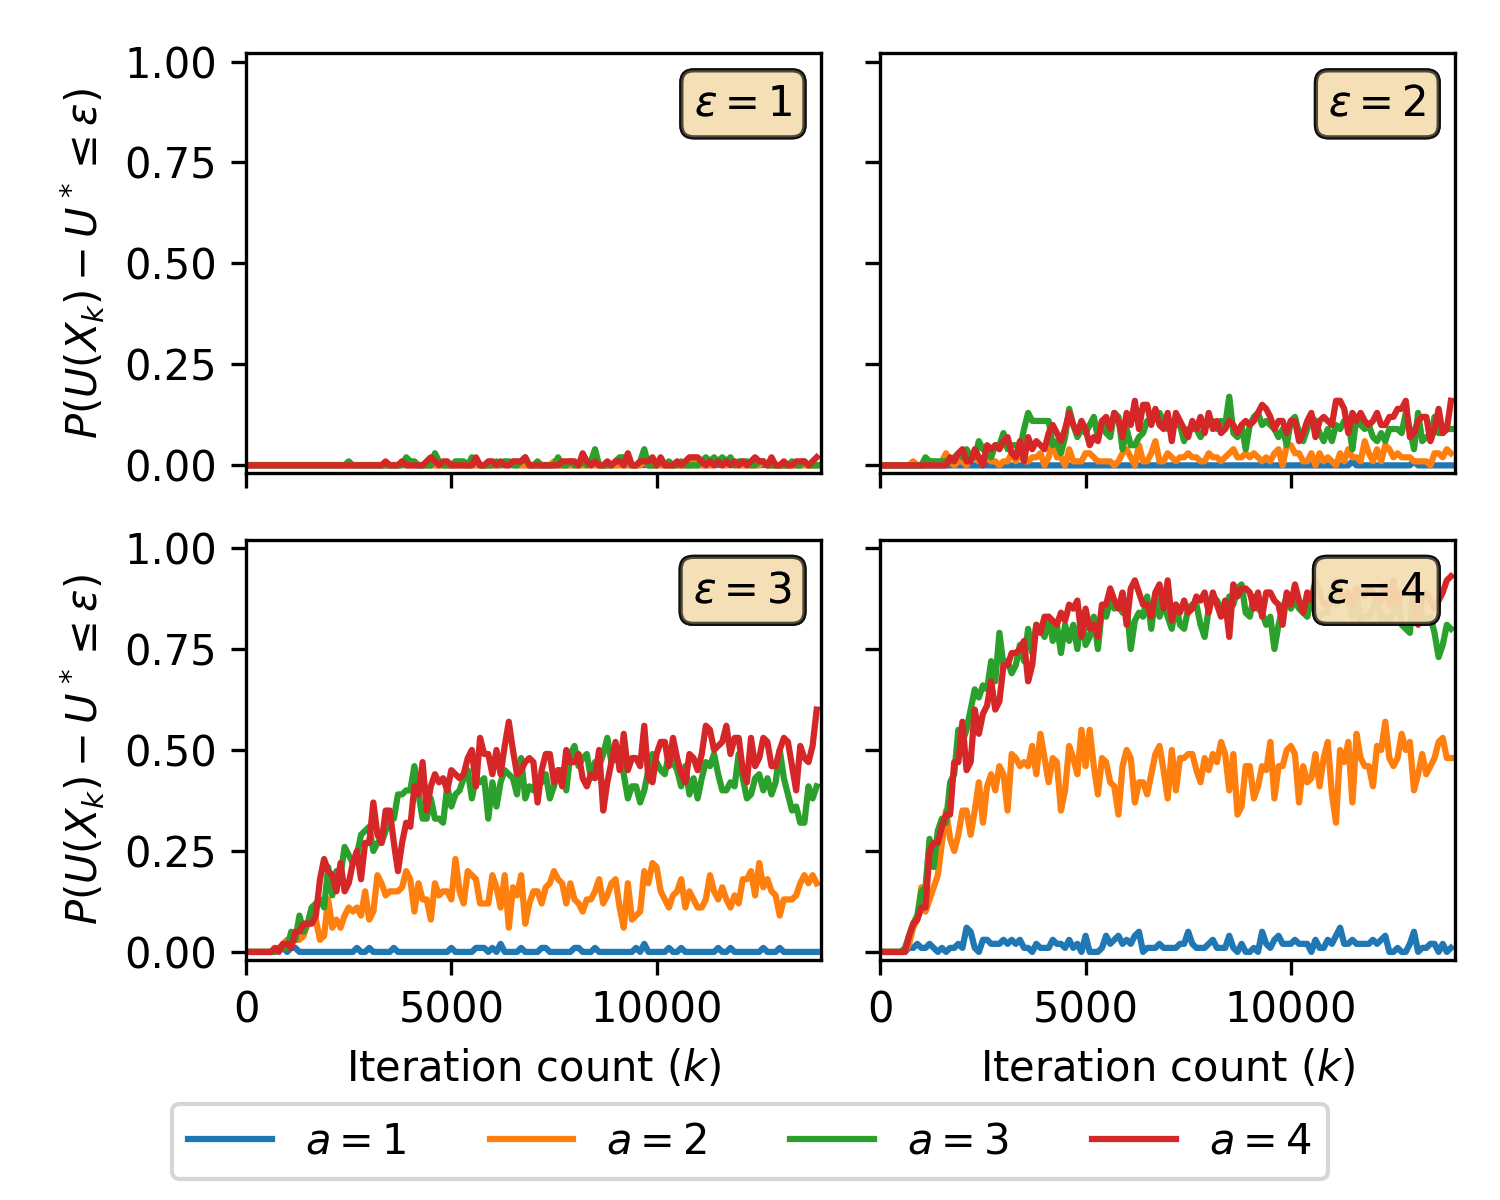 1.00
0.75
0.50
0.25
0.00
P(U(X_k) − U* ≤ ε)
ε = 1
ε = 2
1.00
0.75
0.50
0.25
0.00
P(U(X_k) − U* ≤ ε)
ε = 3
ε = 4
0 5000 10000
0 5000 10000
Iteration count (k)
Iteration count (k)
a = 1 a = 2 a = 3 a = 4